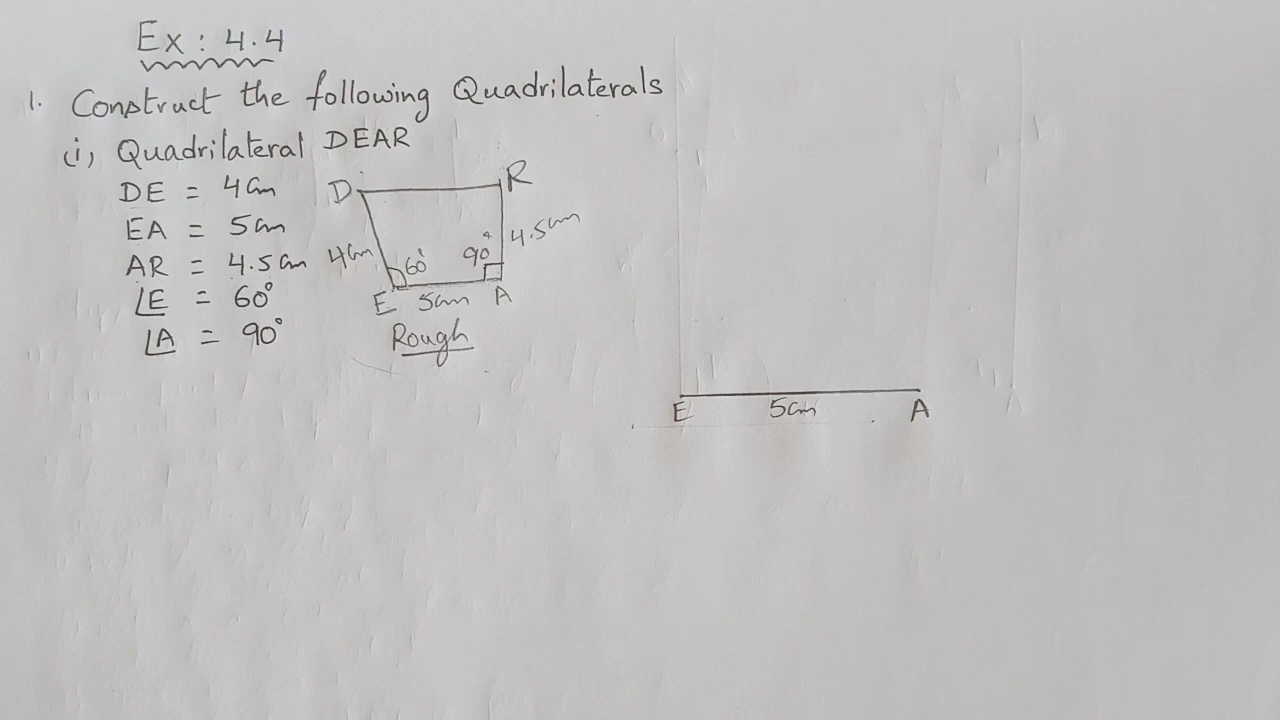 Ex : 4.4
1. Construct the following Quadrilaterals
(i) Quadrilateral DEAR
DE = 4cm
EA = 5cm
AR = 4.5cm
∠E = 60°
∠A = 90°
D R
4cm 60° 90° 4.5cm
E 5cm A
Rough
E 5cm A